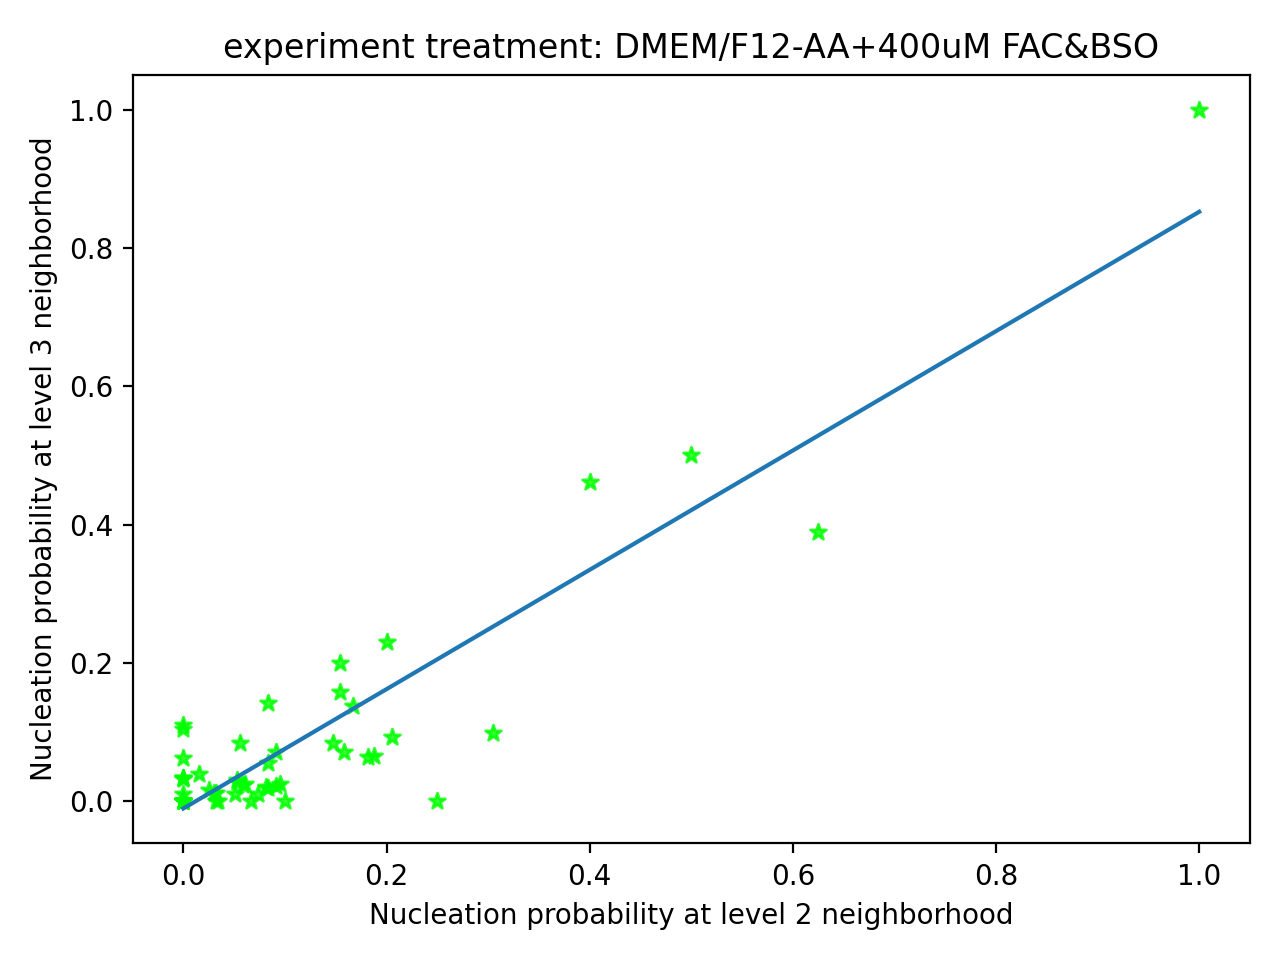 experiment treatment: DMEM/F12-AA+400uM FAC&BSO
Nucleation probability at level 3 neighborhood
1.0
0.8
0.6
0.4
0.2
0.0
0.0 0.2 0.4 0.6 0.8 1.0
Nucleation probability at level 2 neighborhood